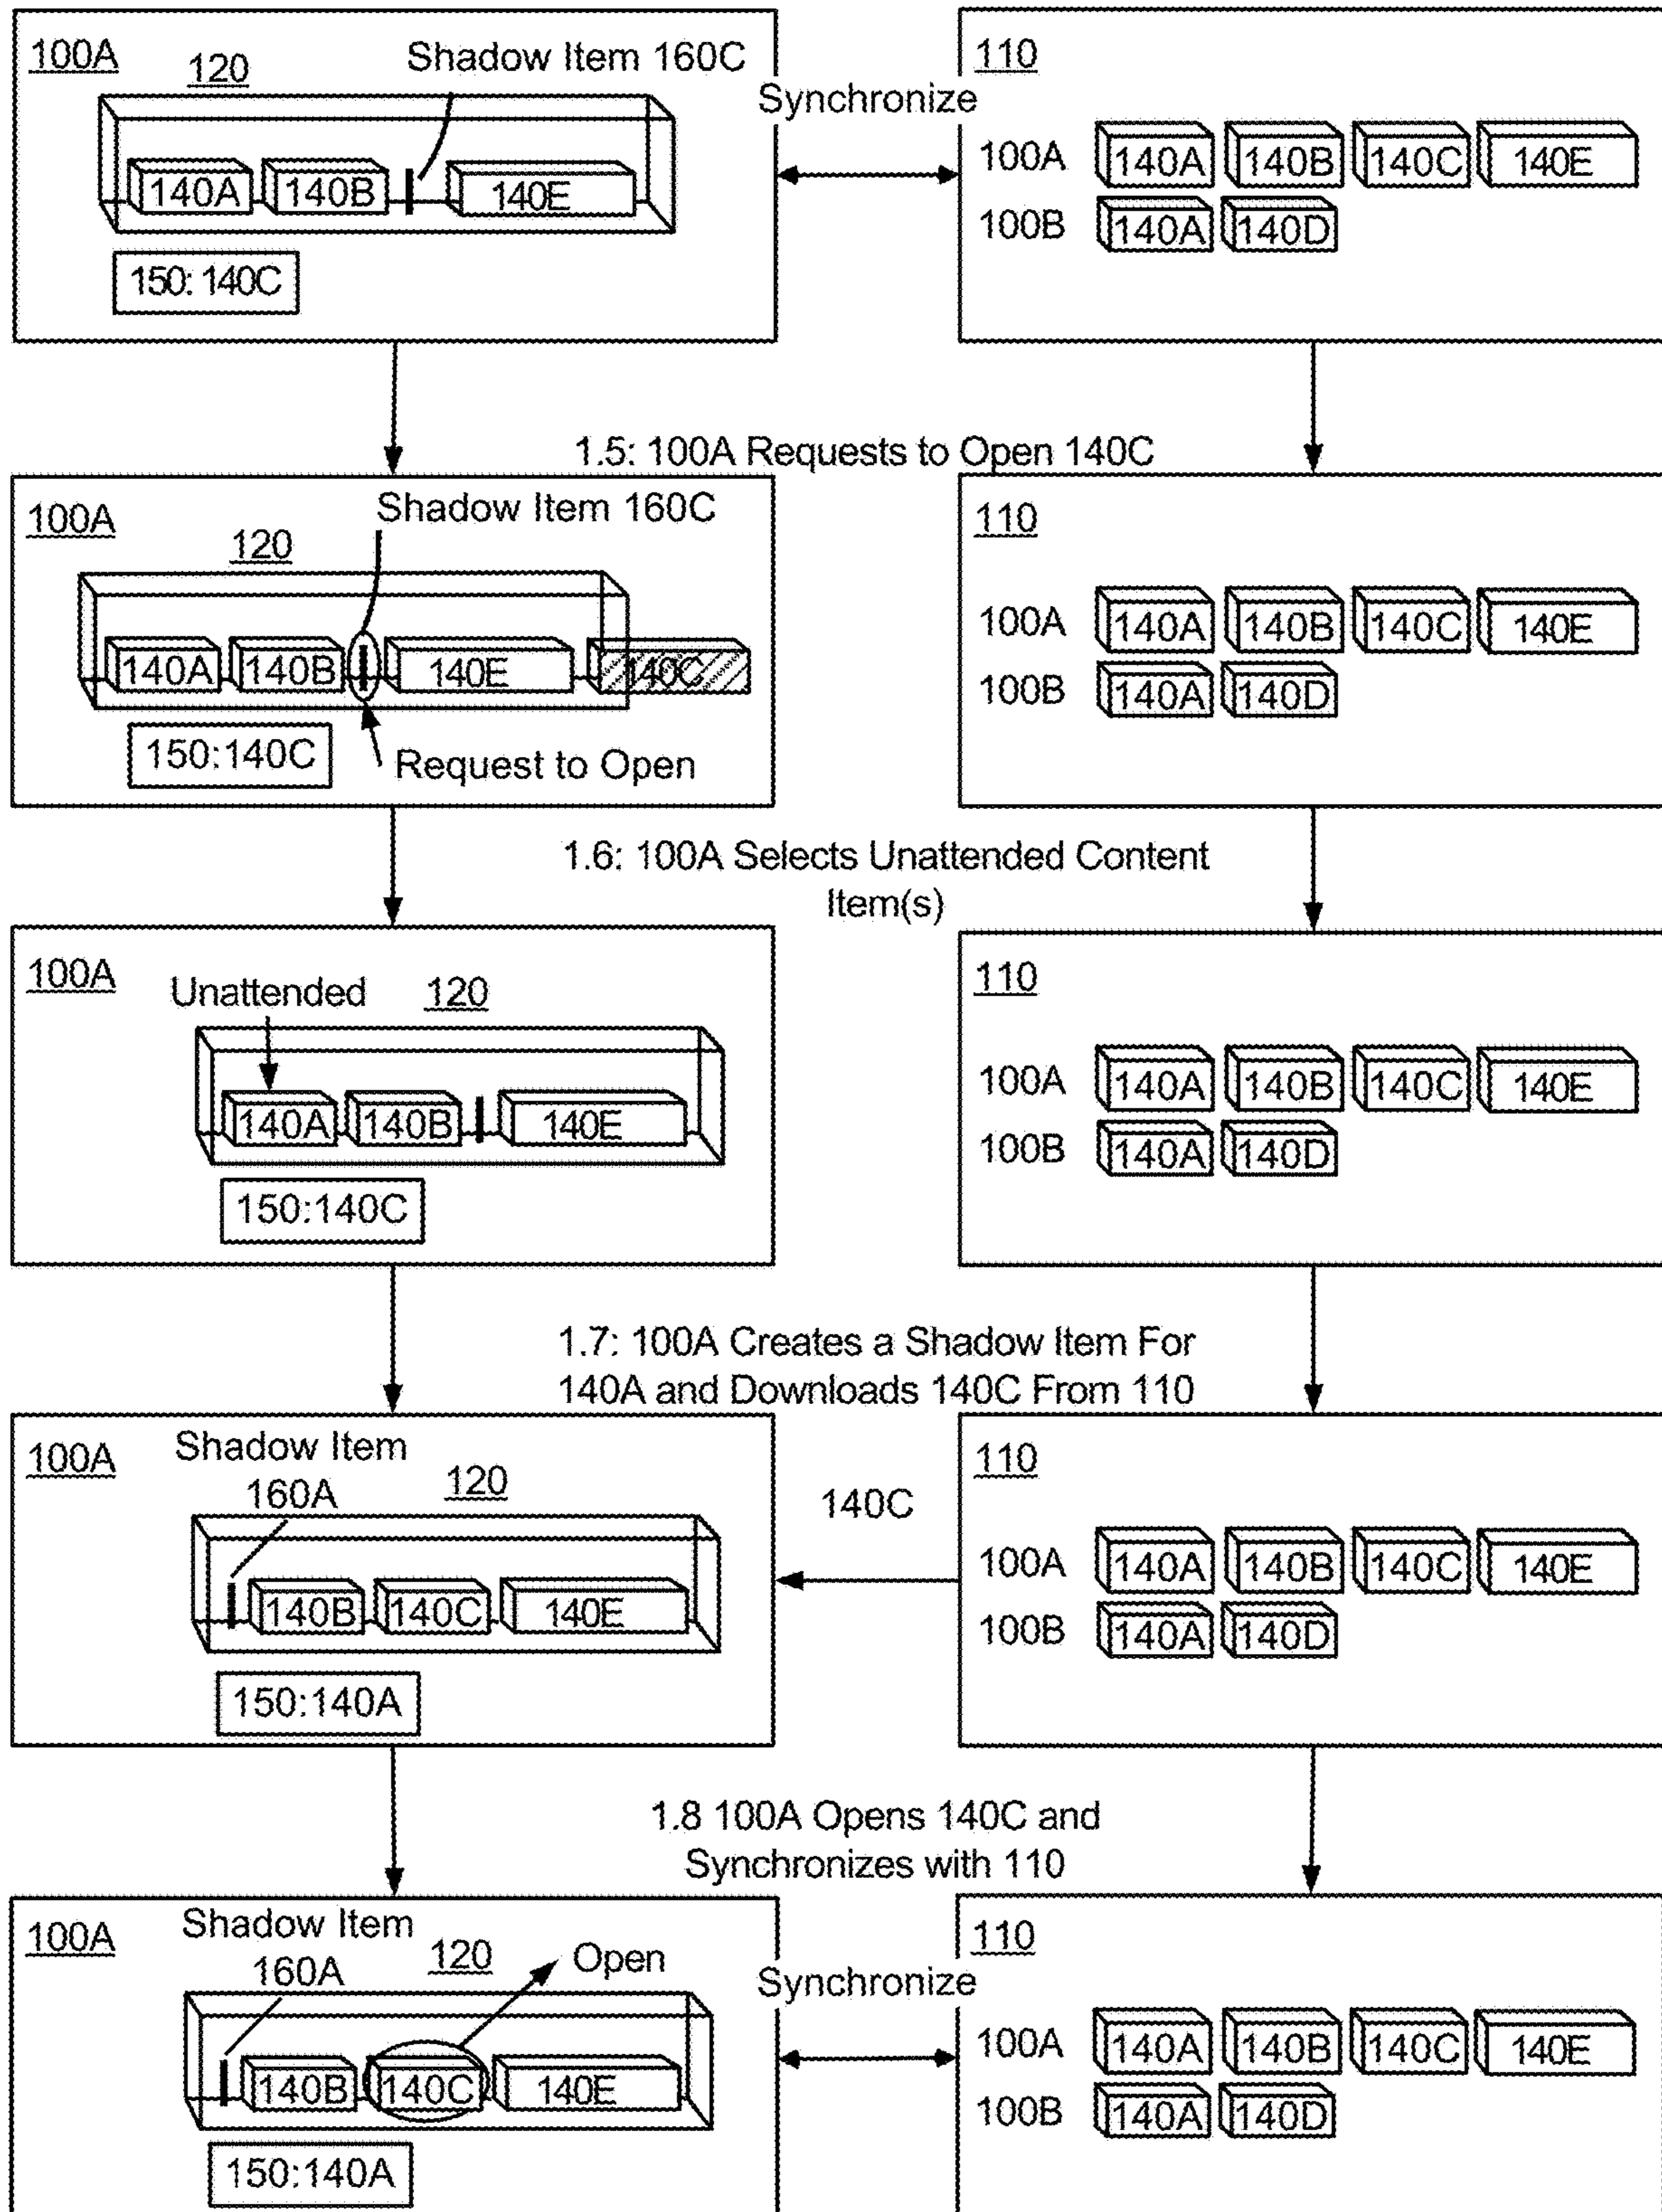 100A
120
Shadow Item 160C
140A
140B
140E
150: 140C
Synchronize
110
100A
140A
140B
140C
140E
100B
140A
140D
1.5: 100A Requests to Open 140C
100A
Shadow Item 160C
120
140A
140B
140E
140C
150:140C
Request to Open
110
100A
140A
140B
140C
140E
100B
140A
140D
1.6: 100A Selects Unattended Content
Item(s)
100A
Unattended
120
140A
140B
140E
150:140C
110
100A
140A
140B
140C
140E
100B
140A
140D
1.7: 100A Creates a Shadow Item For
140A and Downloads 140C From 110
100A
Shadow Item
160A
120
140B
140C
140E
150:140A
140C
110
100A
140A
140B
140C
140E
100B
140A
140D
1.8 100A Opens 140C and
Synchronizes with 110
100A
Shadow Item
160A
120
Open
140B
140C
140E
150:140A
Synchronize
110
100A
140A
140B
140C
140E
100B
140A
140D